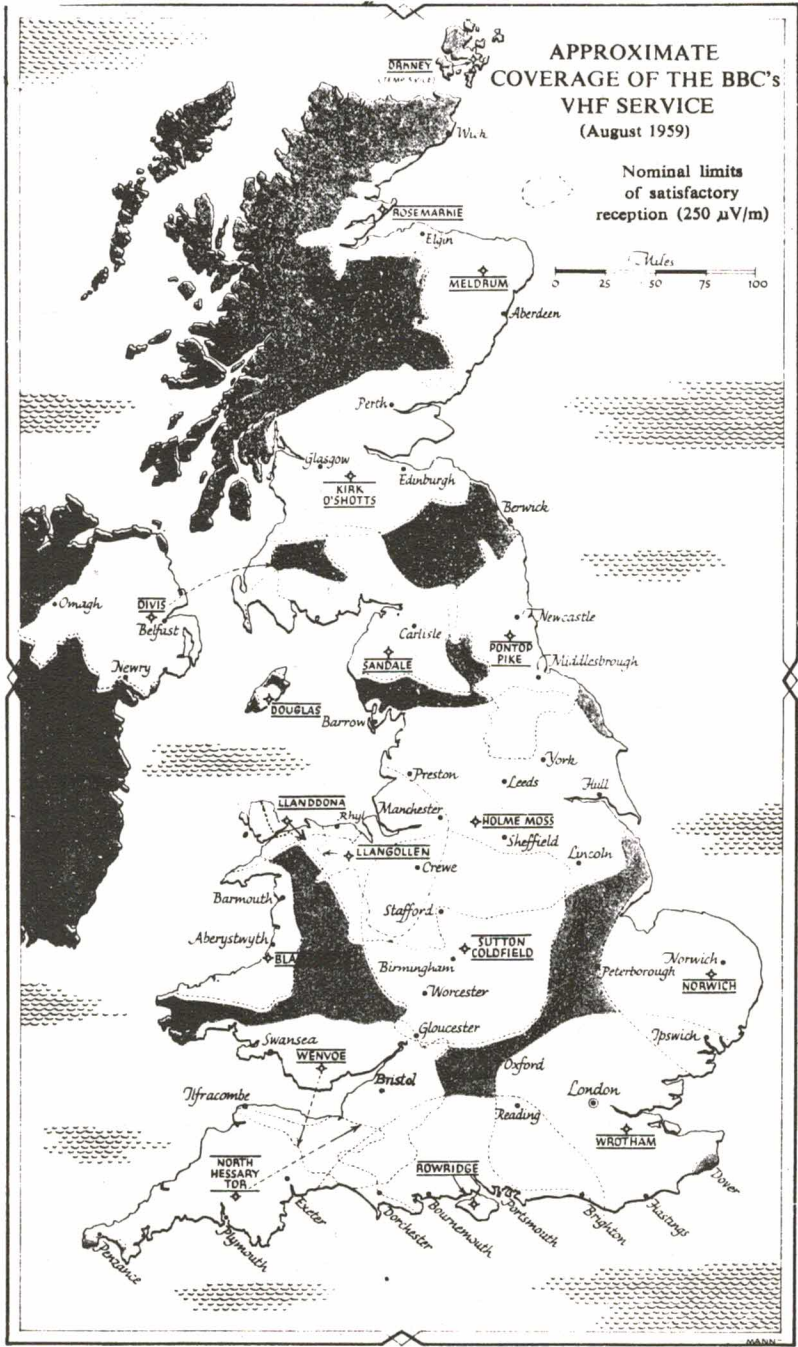 APPROXIMATE
COVERAGE OF THE BBC's
VHF SERVICE
(August 1959)
Nominal limits
of satisfactory
reception (250 µV/m)
Miles
0 25 50 75 100
ORKNEY
Wick
ROSEMARKIE
Elgin
MELDRUM
Aberdeen
Perth
Glasgow
Edinburgh
KIRK
O'SHOTTS
Berwick
Omagh
DIVIS
Belfast
Newry
Newcastle
Carlisle
PONTOP
PIKE
SANDALE
Middlesbrough
DOUGLAS
Barrow
York
Preston
Leeds
Hull
LLANDDONA
Rhyl
Manchester
HOLME MOSS
Sheffield
LLANGOLLEN
Lincoln
Crewe
Barmouth
Stafford
Aberystwyth
SUTTON
COLDFIELD
BLA
Birmingham
Norwich
Peterborough
NORWICH
Worcester
Gloucester
Ipswich
Swansea
WENVOE
Oxford
Bristol
London
Ilfracombe
Reading
WROTHAM
NORTH
HESSARY
TOR
ROWRIDGE
Dover
Exeter
Dorchester
Bournemouth
Portsmouth
Brighton
Hastings
Plymouth
Penzance
MANN